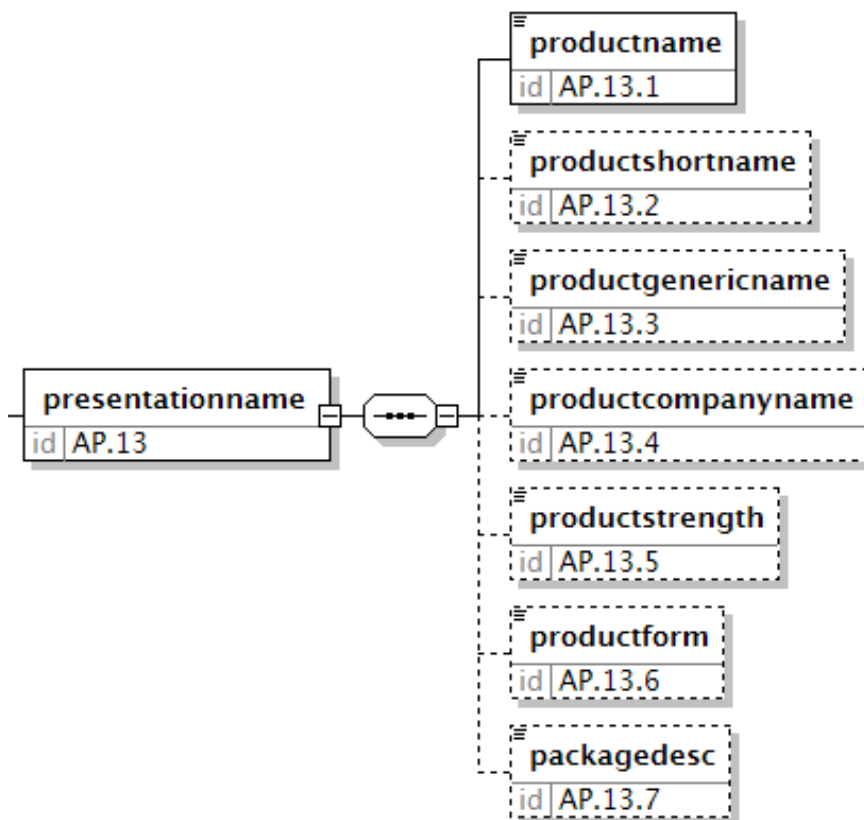 productname
id AP.13.1
productshortname
id AP.13.2
productgenericname
id AP.13.3
presentationname
id AP.13
productcompanyname
id AP.13.4
productstrength
id AP.13.5
productform
id AP.13.6
packagedesc
id AP.13.7